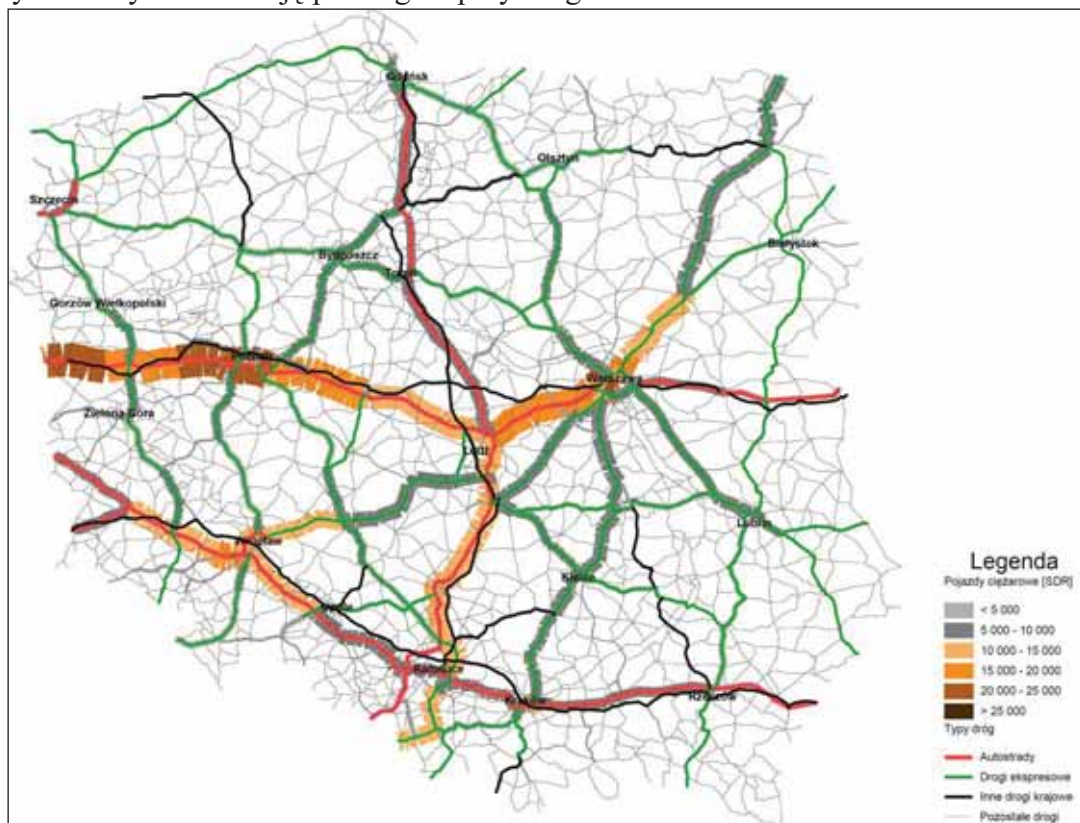 Gdańsk
Olsztyn
Szczecin
Białystok
Bydgoszcz
Toruń
Gorzów Wielkopolski
Poznań
Warszawa
Zielona Góra
Łódź
Wrocław
Lublin
Kielce
Opole
Katowice
Kraków
Rzeszów
Legenda
Pojazdy ciężarowe [SDR]
< 5 000
5 000 - 10 000
10 000 - 15 000
15 000 - 20 000
20 000 - 25 000
> 25 000
Typy dróg
Autostrady
Drogi ekspresowe
Inne drogi krajowe
Pozostałe drogi